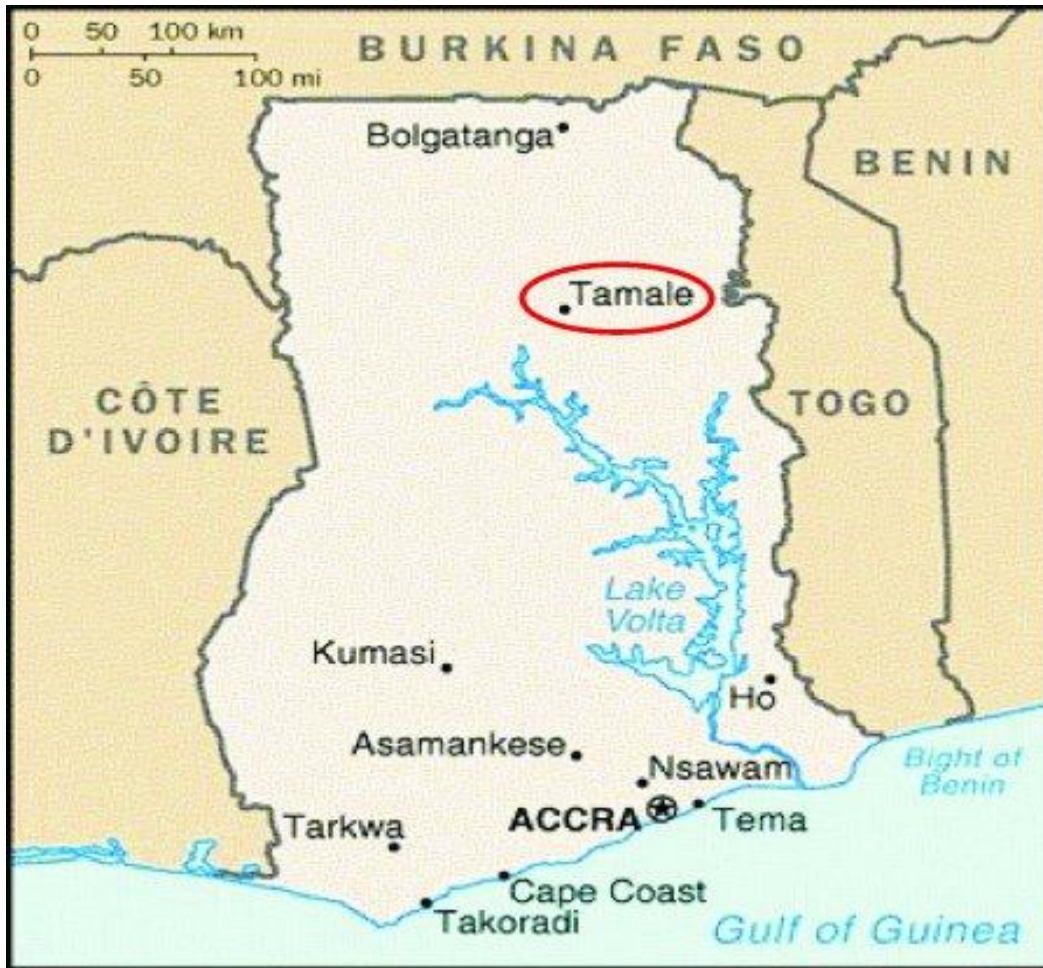 0 50 100 km
0 50 100 mi
BURKINA FASO
Bolgatanga
BENIN
Tamale
CÔTE
D'IVOIRE
TOGO
Lake
Volta
Kumasi
Ho
Asamankese
Nsawam
Bight of
Benin
ACCRA
Tema
Tarkwa
Cape Coast
Takoradi
Gulf of Guinea